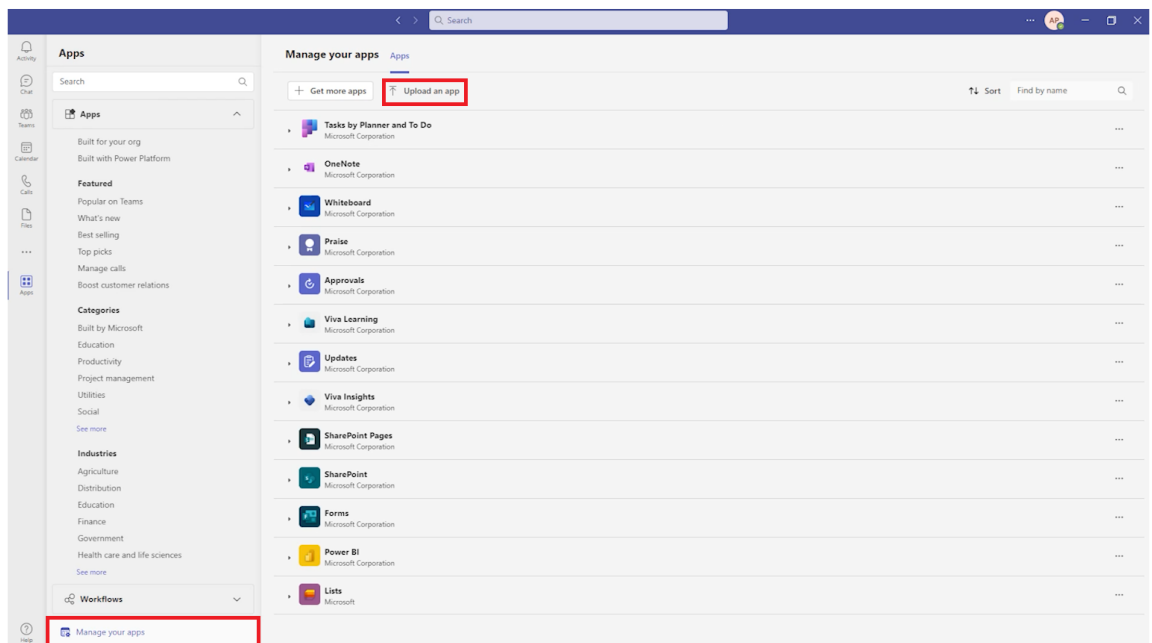 Search
AP
Activity
Chat
Teams
Calendar
Calls
Files
Apps
Help
Apps
Search
Apps
Built for your org
Built with Power Platform
Featured
Popular on Teams
What's new
Best selling
Top picks
Manage calls
Boost customer relations
Categories
Built by Microsoft
Education
Productivity
Project management
Utilities
Social
See more
Industries
Agriculture
Distribution
Education
Finance
Government
Health care and life sciences
See more
Workflows
Manage your apps
Manage your apps Apps
Get more apps Upload an app Sort Find by name
Tasks by Planner and To Do
Microsoft Corporation
OneNote
Microsoft Corporation
Whiteboard
Microsoft Corporation
Praise
Microsoft Corporation
Approvals
Microsoft Corporation
Viva Learning
Microsoft Corporation
Updates
Microsoft Corporation
Viva Insights
Microsoft Corporation
SharePoint Pages
Microsoft Corporation
SharePoint
Microsoft Corporation
Forms
Microsoft Corporation
Power BI
Microsoft Corporation
Lists
Microsoft